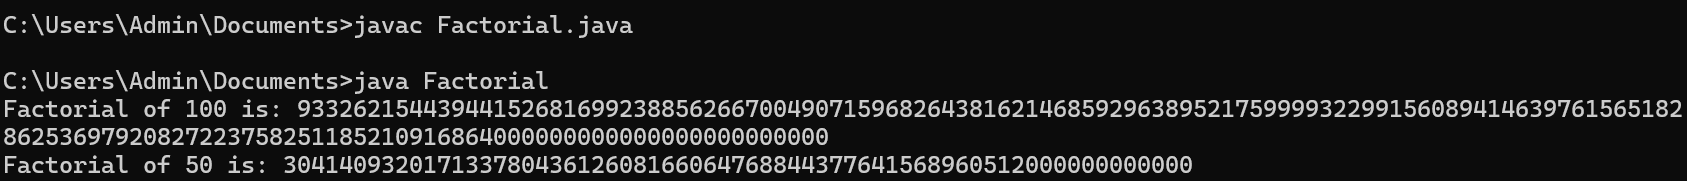 C:\Users\Admin\Documents>javac Factorial.java
C:\Users\Admin\Documents>java Factorial
Factorial of 100 is: 933262154439441526816992388562667004907159682643816214685929638952175999932299156089414639761565182
86253697920827223758251185210916864000000000000000000000000
Factorial of 50 is: 30414093201713378043612608166064768844377641568960512000000000000